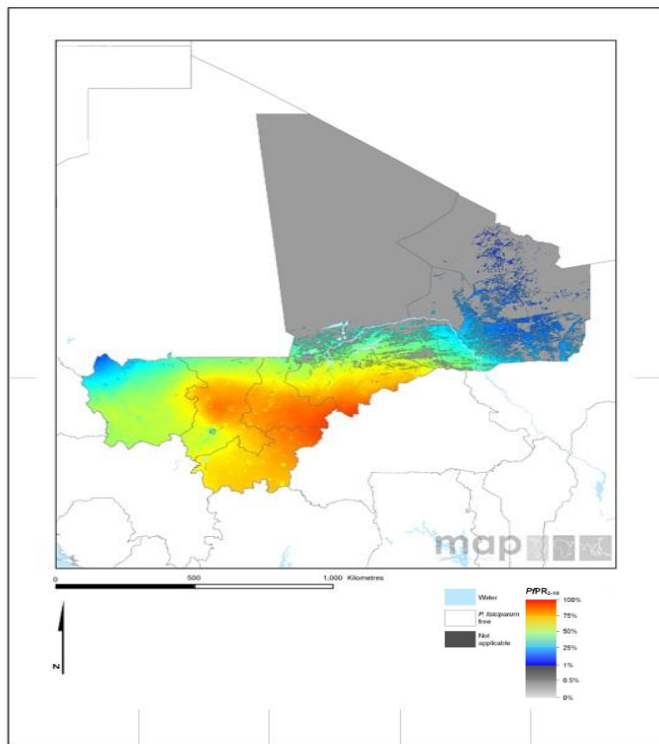 map
0 500 1,000 Kilometres
Water
P. falciparum
free
Not
applicable
PfPR2-10
100%
75%
50%
25%
1%
0.5%
0%
N